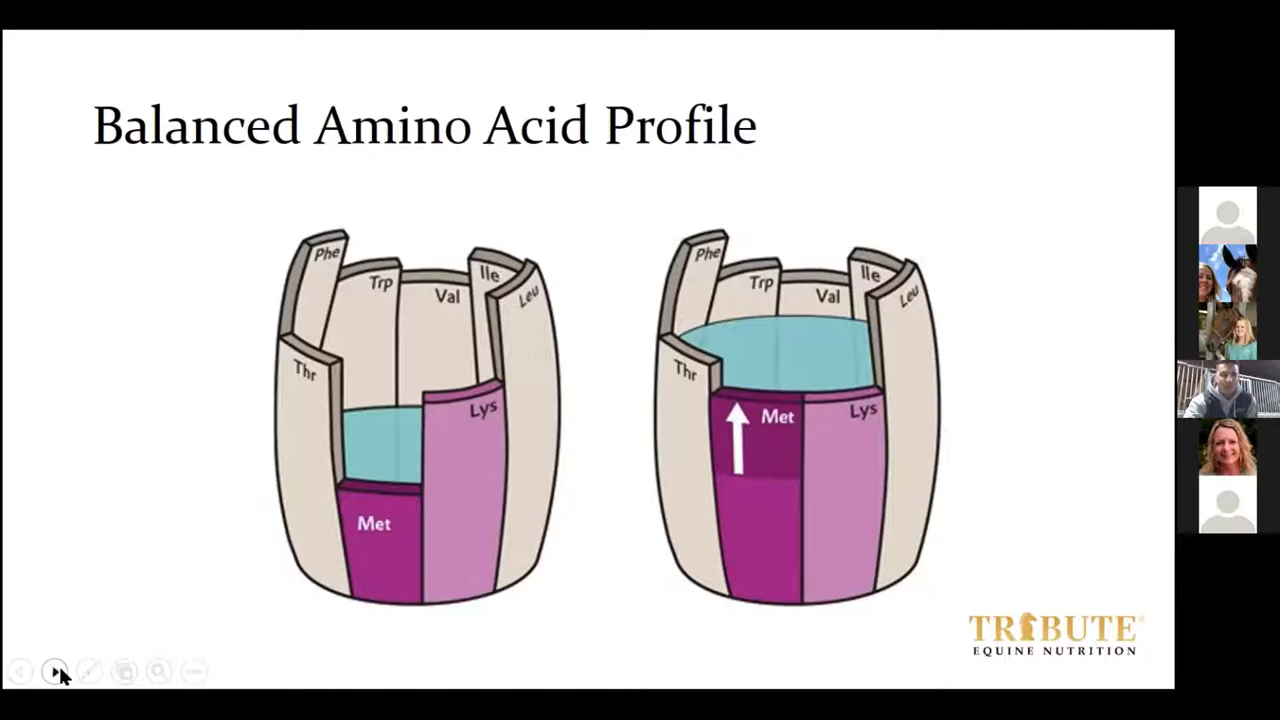 Balanced Amino Acid Profile
Phe
Trp
Val
Ile
Leu
Thr
Lys
Met
Phe
Trp
Val
Ile
Leu
Thr
Met
Lys
TRIBUTE®
EQUINE NUTRITION